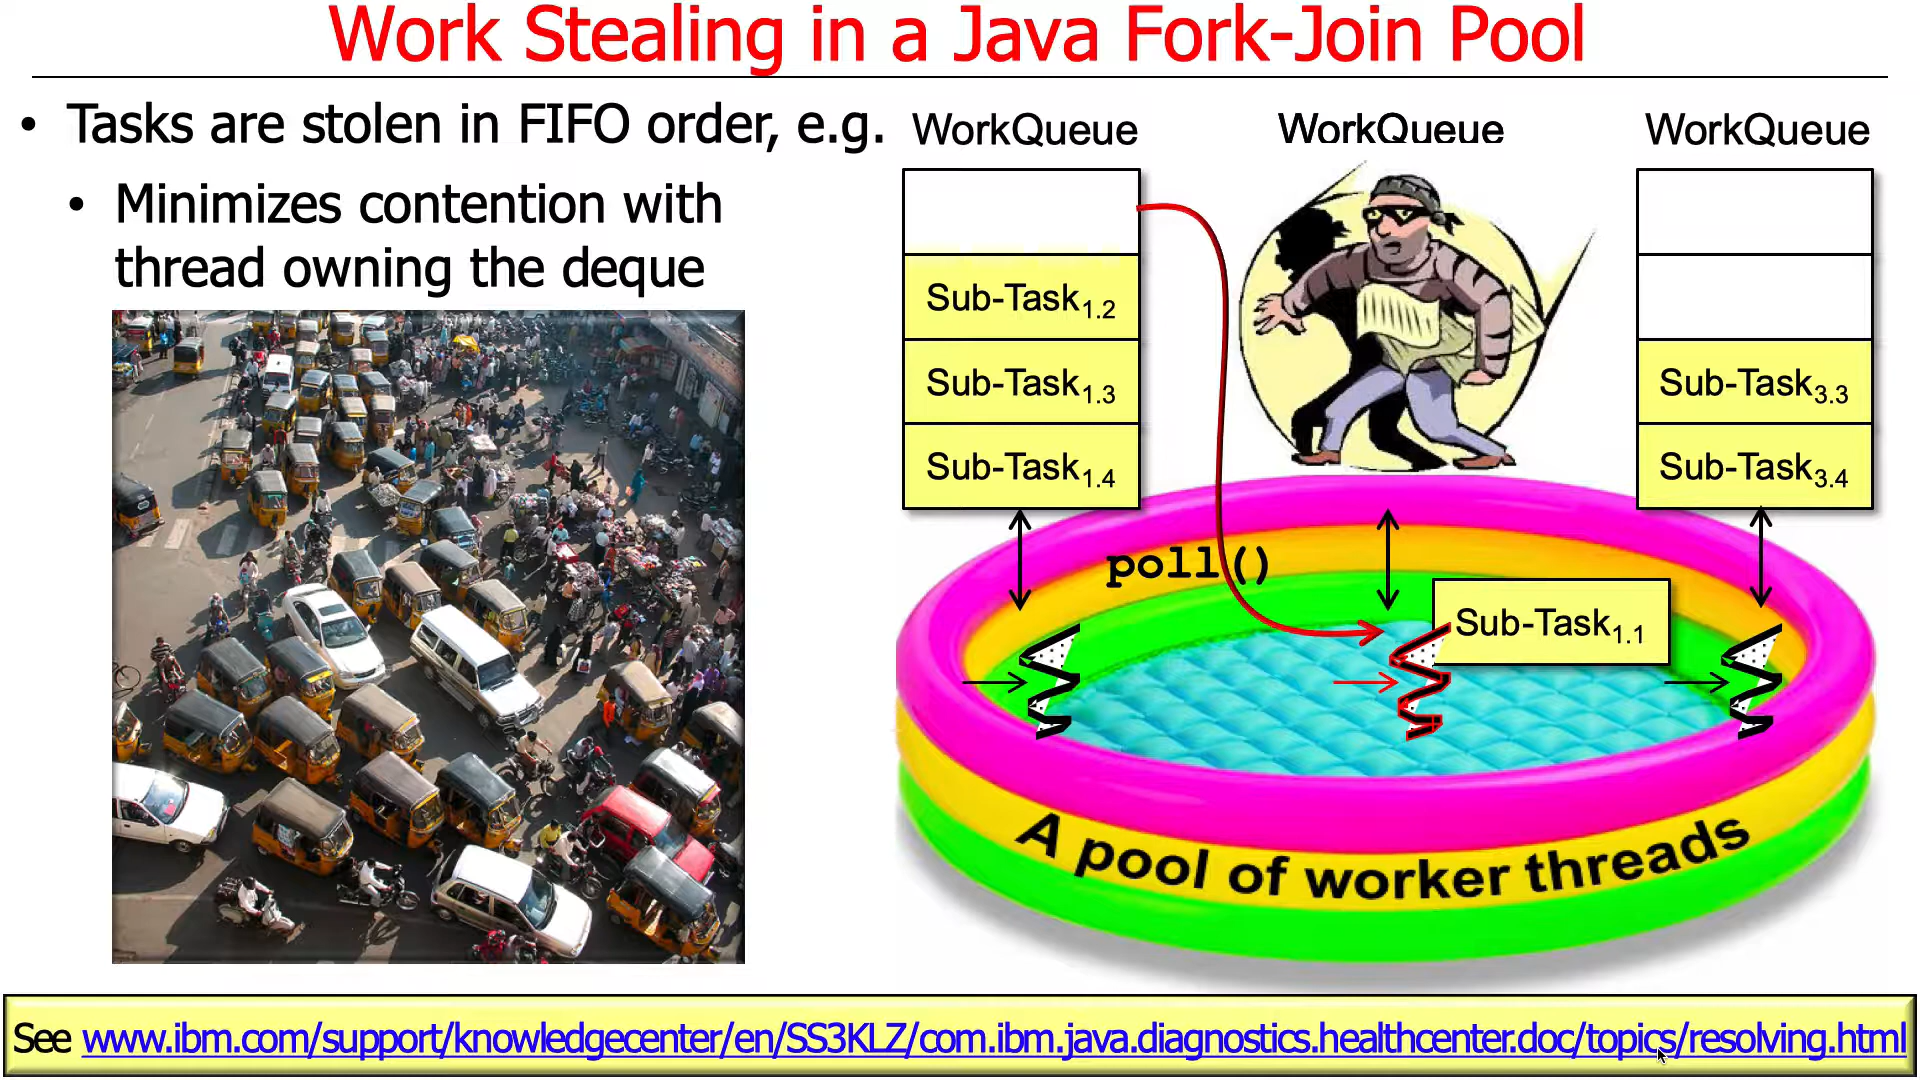 Work Stealing in a Java Fork-Join Pool
• Tasks are stolen in FIFO order, e.g.
• Minimizes contention with
thread owning the deque
WorkQueue
Sub-Task1.2
Sub-Task1.3
Sub-Task1.4
WorkQueue
WorkQueue
Sub-Task3.3
Sub-Task3.4
poll()
Sub-Task1.1
A pool of worker threads
See www.ibm.com/support/knowledgecenter/en/SS3KLZ/com.ibm.java.diagnostics.healthcenter.doc/topics/resolving.html